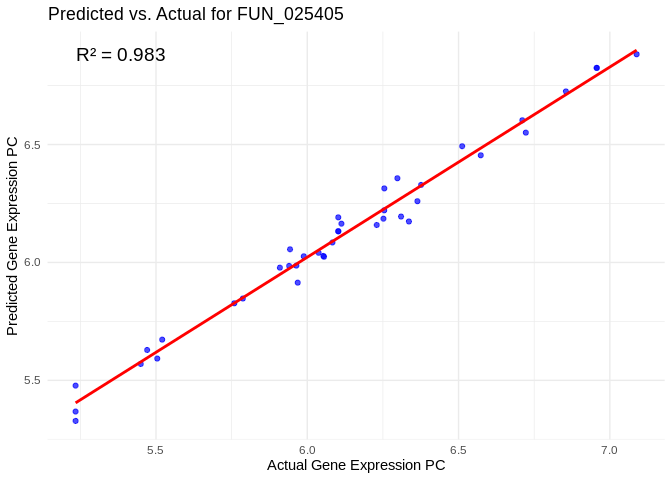 Predicted vs. Actual for FUN_025405
R² = 0.983
Predicted Gene Expression PC
6.5
6.0
5.5
5.5 6.0 6.5 7.0
Actual Gene Expression PC